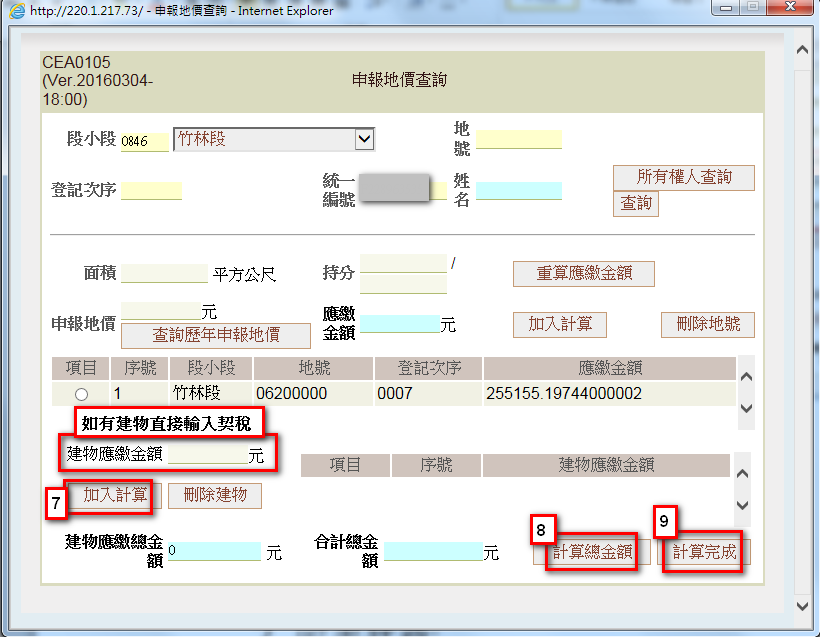 http://220.1.217.73/ - 申報地價查詢 - Internet Explorer
CEA0105
(Ver.20160304-
18:00)
申報地價查詢
段小段 0846 竹林段 地號
登記次序 統一編號 姓名 所有權人查詢
查詢
面積 平方公尺 持分 / 重算應繳金額
申報地價 元 應繳金額 元 加入計算 刪除地號
查詢歷年申報地價
項目 序號 段小段 地號 登記次序 應繳金額
1 竹林段 06200000 0007 255155.19744000002
如有建物直接輸入契稅
建物應繳金額 元 項目 序號 建物應繳金額
7 加入計算 刪除建物
8 9
建物應繳總金額 0 元 合計總金額 元 計算總金額 計算完成